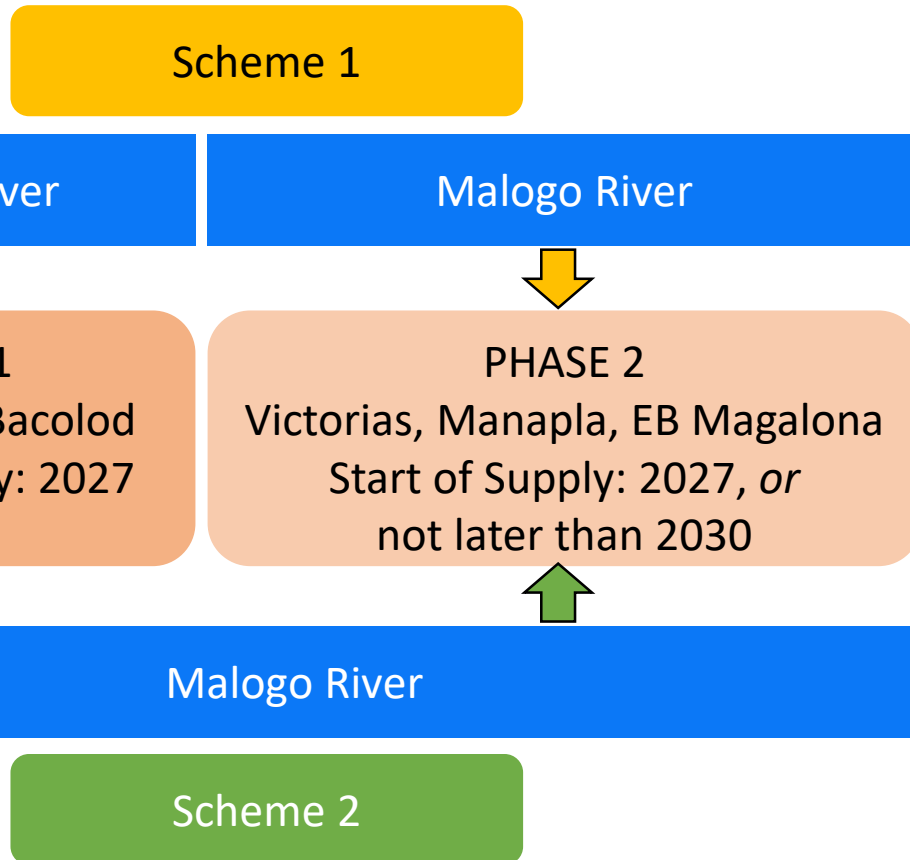 Scheme 1
ver
Malogo River
1
Bacolod
y: 2027
PHASE 2
Victorias, Manapla, EB Magalona
Start of Supply: 2027, or
not later than 2030
Malogo River
Scheme 2